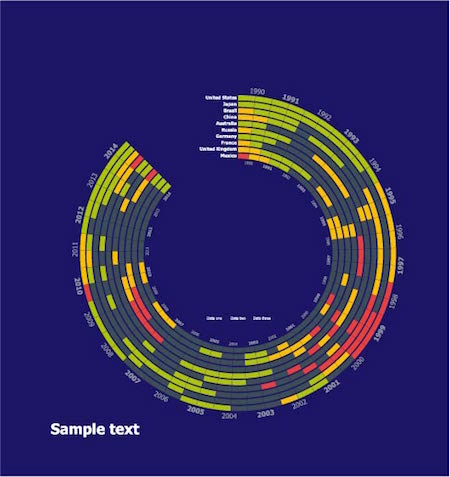 United States
Japan
Brazil
China
Australia
Russia
Germany
France
United Kingdom
Mexico
1990
1991
1992
1993
1994
1995
1996
1997
1998
1999
2000
2001
2002
2003
2004
2005
2006
2007
2008
2009
2010
2011
2012
2013
2014
Data one Data two Data three
Sample text